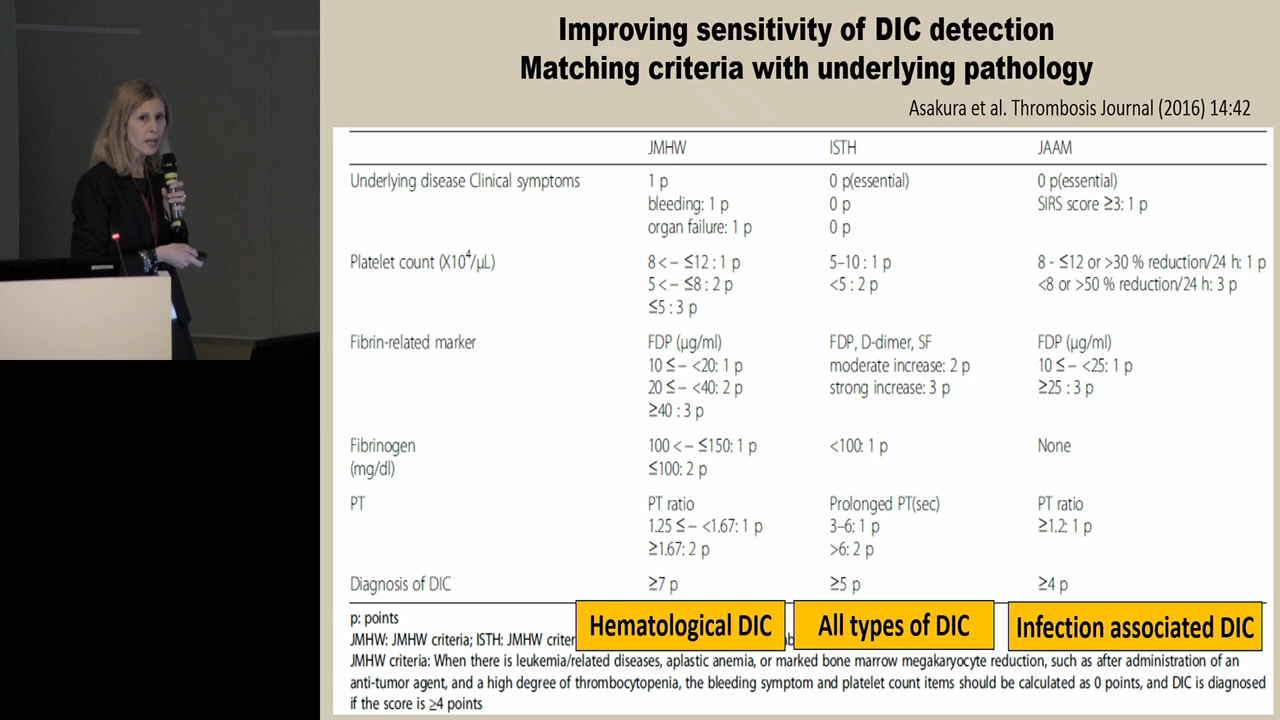 Improving sensitivity of DIC detection
Matching criteria with underlying pathology
Asakura et al. Thrombosis Journal (2016) 14:42
JMHW ISTH JAAM
Underlying disease Clinical symptoms 1 p 0 p(essential) 0 p(essential)
bleeding: 1 p 0 p SIRS score ≥3: 1 p
organ failure: 1 p 0 p
Platelet count (X10⁴/μL) 8 <– ≤12 : 1 p 5–10 : 1 p 8 - ≤12 or >30 % reduction/24 h: 1 p
5 <– ≤8 : 2 p <5 : 2 p <8 or >50 % reduction/24 h: 3 p
≤5 : 3 p
Fibrin-related marker FDP (μg/ml) FDP, D-dimer, SF FDP (μg/ml)
10 ≤– <20: 1 p moderate increase: 2 p 10 ≤– <25: 1 p
20 ≤– <40: 2 p strong increase: 3 p ≥25 : 3 p
≥40 : 3 p
Fibrinogen 100 <– ≤150: 1 p <100: 1 p None
(mg/dl) ≤100: 2 p
PT PT ratio Prolonged PT(sec) PT ratio
1.25 ≤– <1.67: 1 p 3–6: 1 p ≥1.2: 1 p
≥1.67: 2 p >6: 2 p
Diagnosis of DIC ≥7 p ≥5 p ≥4 p
p: points
Hematological DIC All types of DIC Infection associated DIC
JMHW: JMHW criteria; ISTH: JMHW criter
JMHW criteria: When there is leukemia/related diseases, aplastic anemia, or marked bone marrow megakaryocyte reduction, such as after administration of an
anti-tumor agent, and a high degree of thrombocytopenia, the bleeding symptom and platelet count items should be calculated as 0 points, and DIC is diagnosed
if the score is ≥4 points